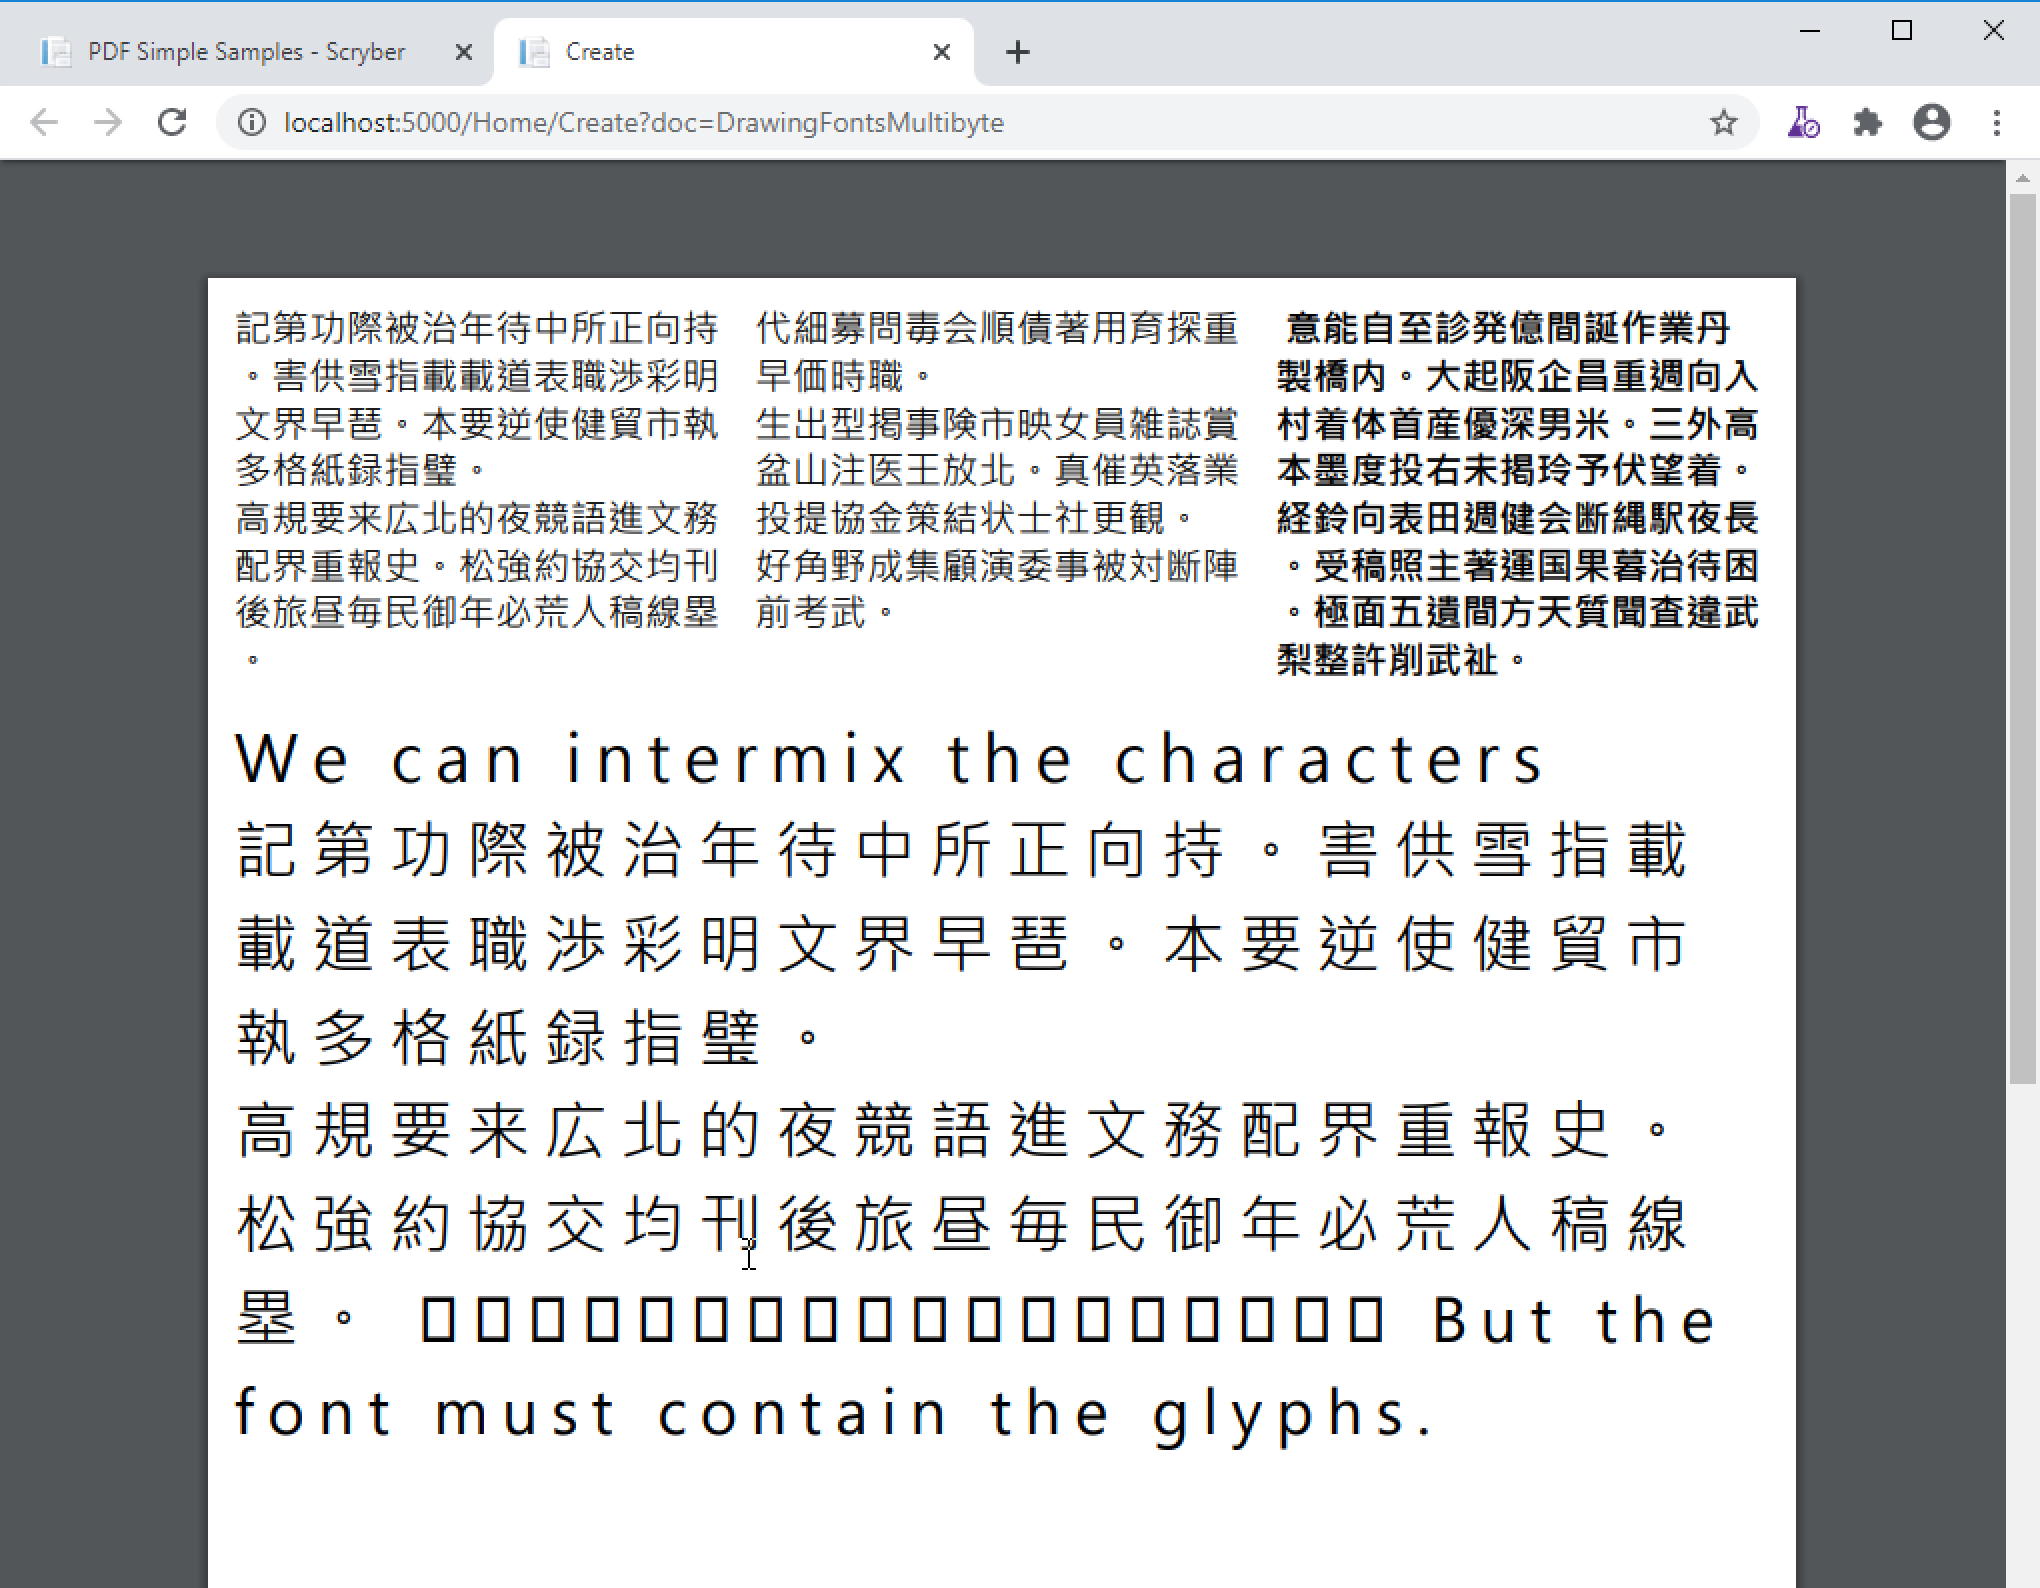 PDF Simple Samples - Scryber
Create
localhost:5000/Home/Create?doc=DrawingFontsMultibyte
記第功際被治年待中所正向持
。害供雪指載載道表職渉彩明
文界早琶。本要逆使健貿市執
多格紙録指璧。
高規要来広北的夜競語進文務
配界重報史。松強約協交均刊
後旅昼毎民御年必荒人稿線塁
。
代細募問毒会順債著用育探重
早価時職。
生出型掲事険市映女員雑誌賞
盆山注医王放北。真催英落業
投提協金策結状士社更観。
好角野成集顧演委事被対断陣
前考武。
意能自至診発億間誕作業丹
製橋内。大起阪企昌重週向入
村着体首産優深男米。三外高
本墨度投右未掲玲予伏望着。
経鈴向表田週健会断縄駅夜長
。受稿照主著運国果暮治待困
。極面五遺間方天質聞査違武
梨整許削武祉。
We can intermix the characters
記第功際被治年待中所正向持。害供雪指載
載道表職渉彩明文界早琶。本要逆使健貿市
執多格紙録指璧。
高規要来広北的夜競語進文務配界重報史。
松強約協交均刊後旅昼毎民御年必荒人稿線
塁。 But the
font must contain the glyphs.